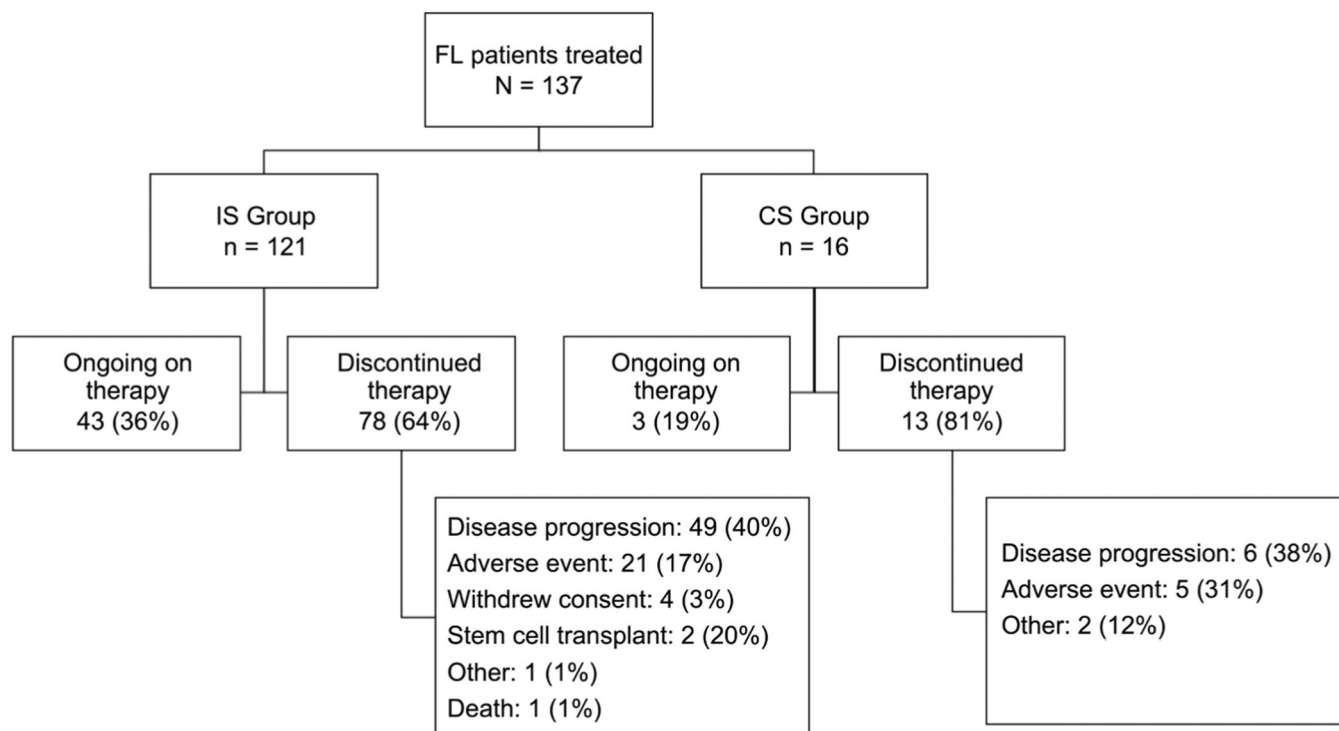 FL patients treated
N = 137
IS Group
n = 121
CS Group
n = 16
Ongoing on
therapy
43 (36%)
Discontinued
therapy
78 (64%)
Ongoing on
therapy
3 (19%)
Discontinued
therapy
13 (81%)
Disease progression: 49 (40%)
Adverse event: 21 (17%)
Withdrew consent: 4 (3%)
Stem cell transplant: 2 (20%)
Other: 1 (1%)
Death: 1 (1%)
Disease progression: 6 (38%)
Adverse event: 5 (31%)
Other: 2 (12%)